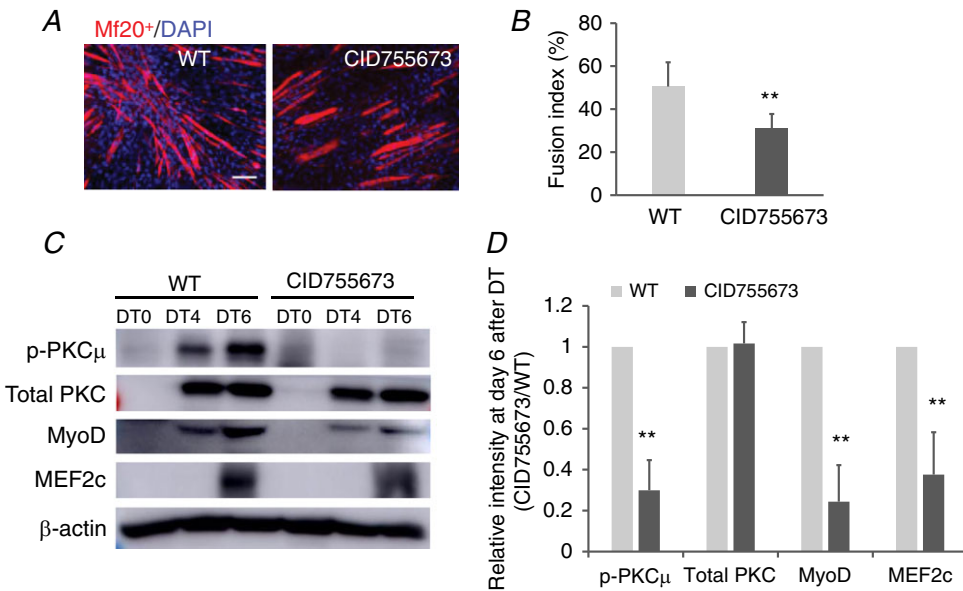 A
Mf20+/DAPI
WT
CID755673
B
Fusion index (%)
80
60
40
20
0
**
WT
CID755673
C
WT
CID755673
DT0 DT4 DT6 DT0 DT4 DT6
p-PKCμ
Total PKC
MyoD
MEF2c
β-actin
D
Relative intensity at day 6 after DT
(CID755673/WT)
WT
CID755673
1.2
1
0.8
0.6
0.4
0.2
0
**
**
**
p-PKCμ Total PKC MyoD MEF2c